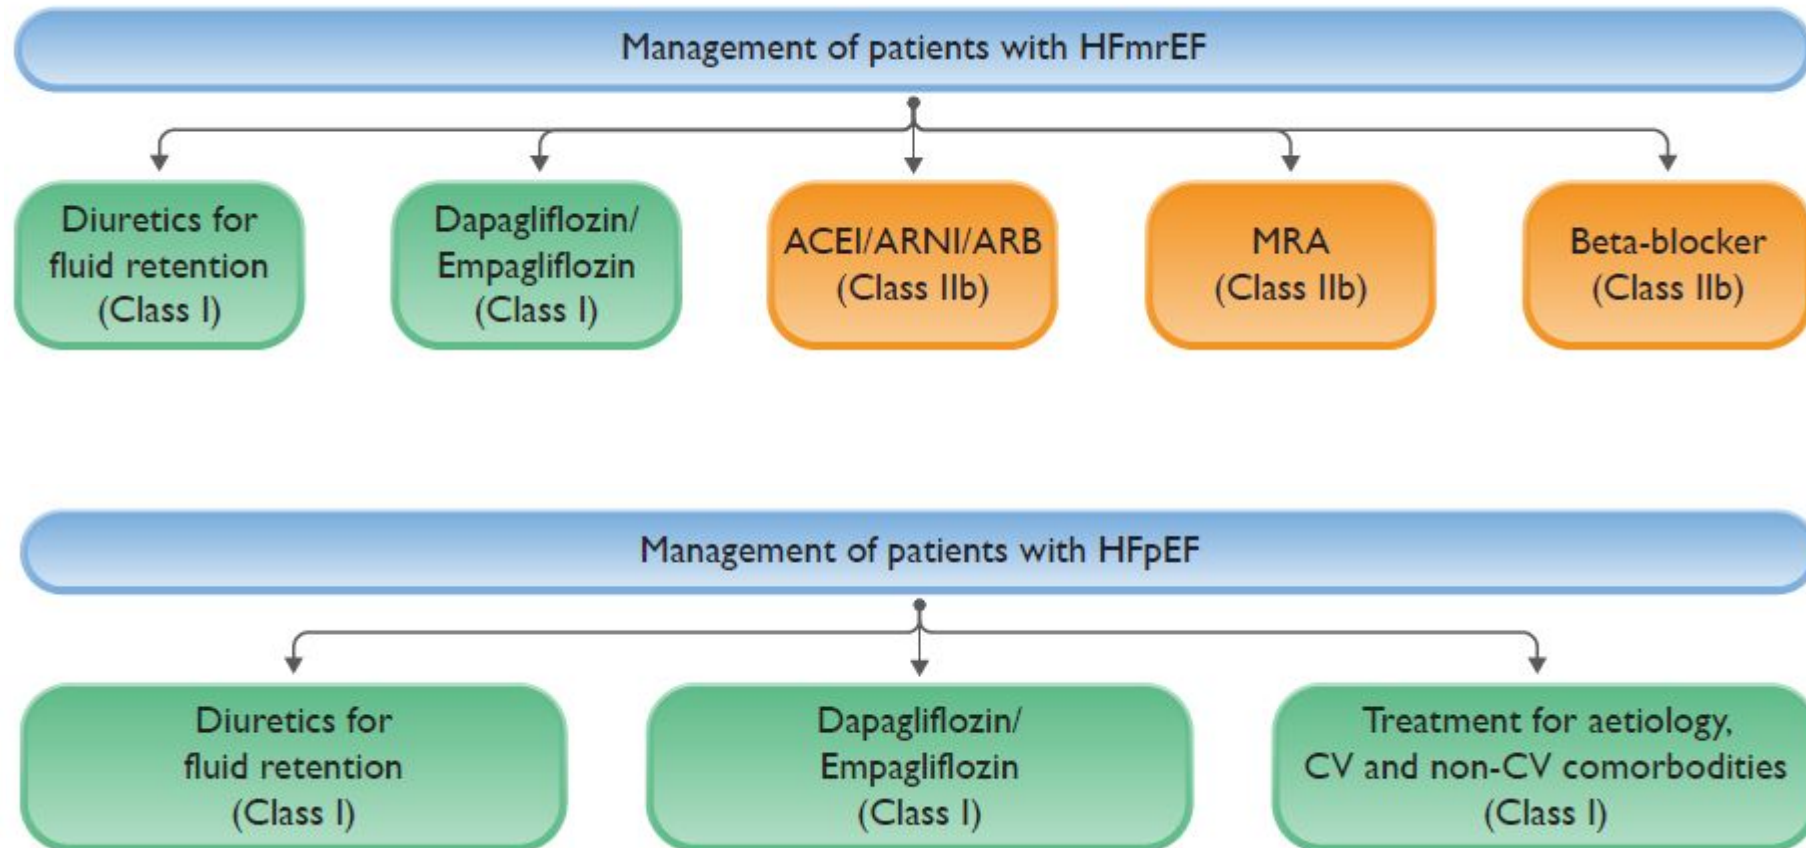 Management of patients with HFmrEF
Diuretics for
fluid retention
(Class I)
Dapagliflozin/
Empagliflozin
(Class I)
ACEI/ARNI/ARB
(Class IIb)
MRA
(Class IIb)
Beta-blocker
(Class IIb)
Management of patients with HFpEF
Diuretics for
fluid retention
(Class I)
Dapagliflozin/
Empagliflozin
(Class I)
Treatment for aetiology,
CV and non-CV comorbodities
(Class I)